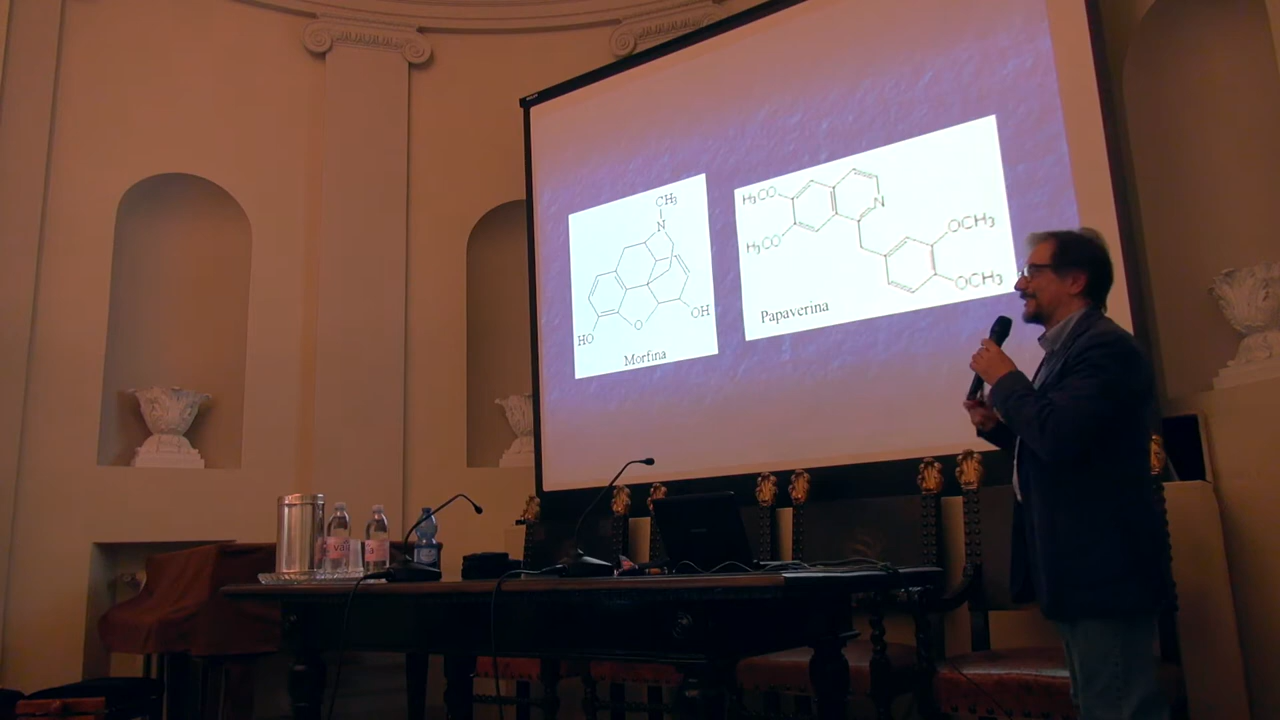 CH₃
N
O
HO
OH
Morfina
H₃CO
H₃CO
N
OCH₃
OCH₃
Papaverina